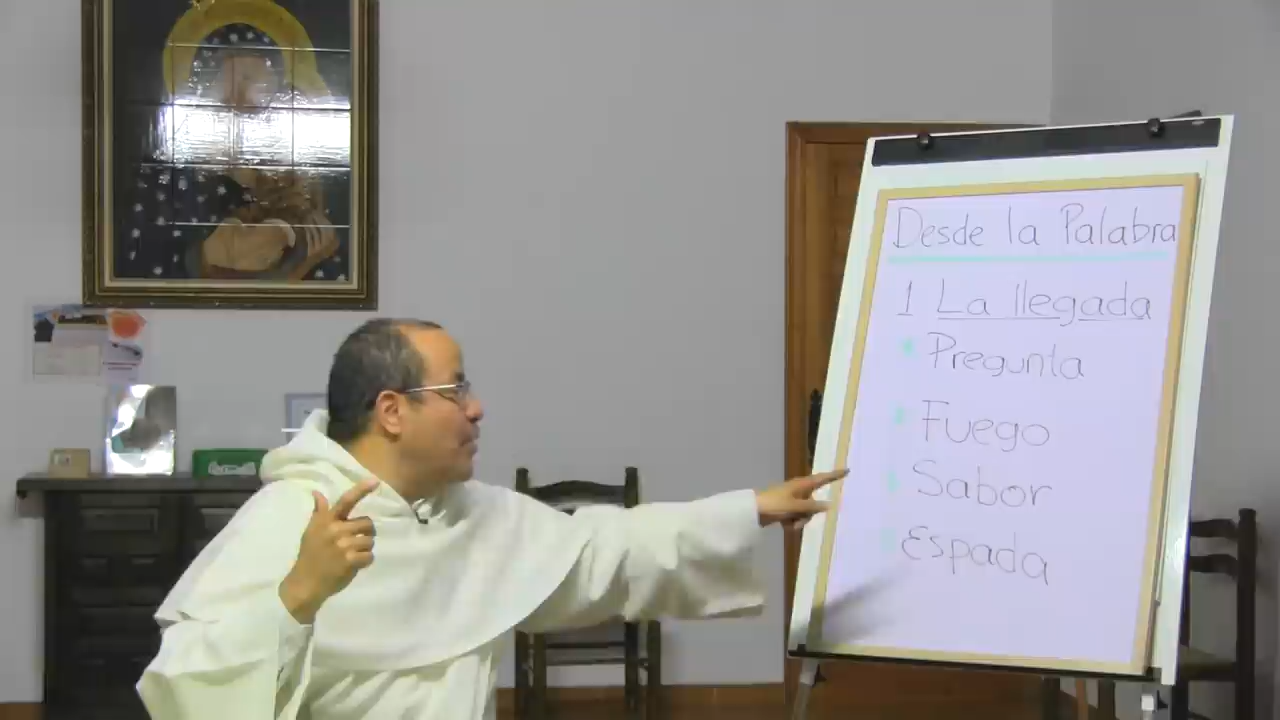 Desde la Palabra
1 La llegada
Pregunta
Fuego
Sabor
Espada